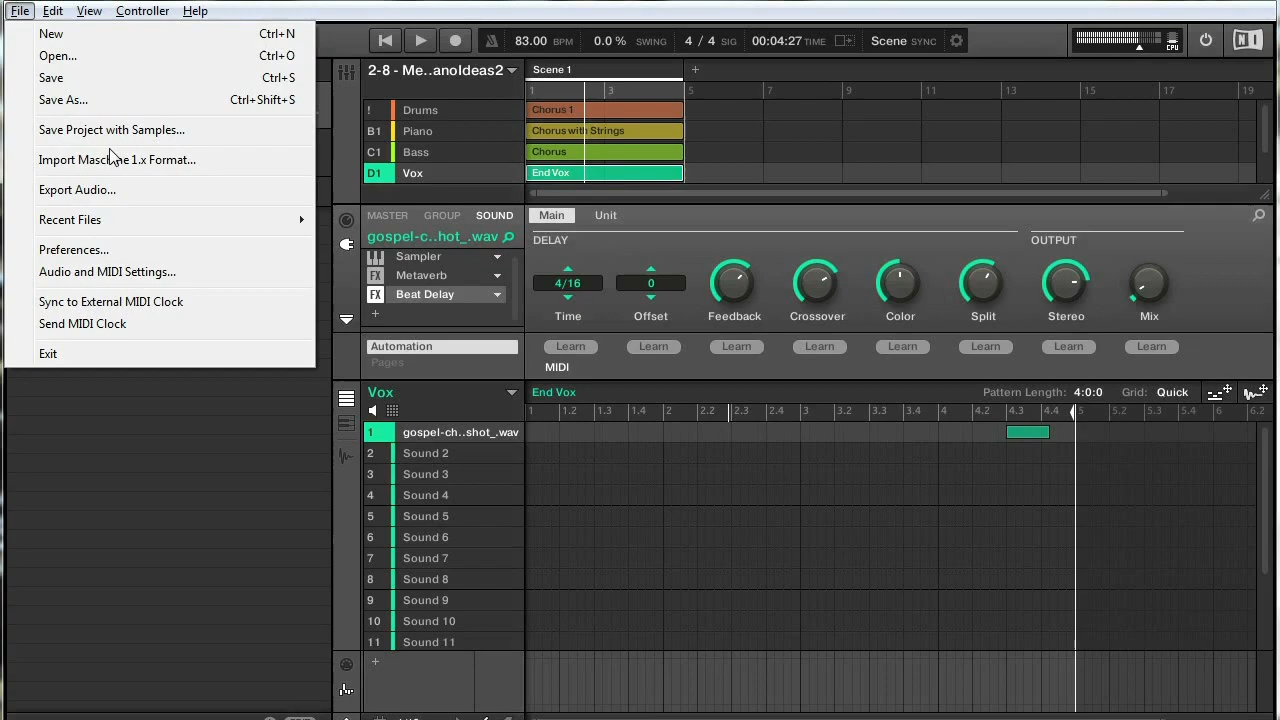 File Edit View Controller Help
New Ctrl+N
Open... Ctrl+O
Save Ctrl+S
Save As... Ctrl+Shift+S
Save Project with Samples...
Import Maschine 1.x Format...
Export Audio...
Recent Files
Preferences...
Audio and MIDI Settings...
Sync to External MIDI Clock
Send MIDI Clock
Exit
83.00 BPM 0.0 % SWING 4 / 4 SIG 00:04:27 TIME Scene SYNC CPU NI
2-8 - Me..anoIdeas2 Scene 1 +
1 3 5 7 9 11 13 15 17 19
! Drums Chorus 1
B1 Piano Chorus with Strings
C1 Bass Chorus
D1 Vox End Vox
MASTER GROUP SOUND Main Unit
gospel-c..hot_.wav
DELAY OUTPUT
Sampler
FX Metaverb
FX Beat Delay
+
4/16 0
Time Offset Feedback Crossover Color Split Stereo Mix
Automation Learn Learn Learn Learn Learn Learn Learn Learn
Pages MIDI
Vox End Vox Pattern Length: 4:0:0 Grid: Quick
1 1.2 1.3 1.4 2 2.2 2.3 2.4 3 3.2 3.3 3.4 4 4.2 4.3 4.4 5 5.2 5.3 5.4 6 6.2
1 gospel-ch..shot_.wav
2 Sound 2
3 Sound 3
4 Sound 4
5 Sound 5
6 Sound 6
7 Sound 7
8 Sound 8
9 Sound 9
10 Sound 10
11 Sound 11
+